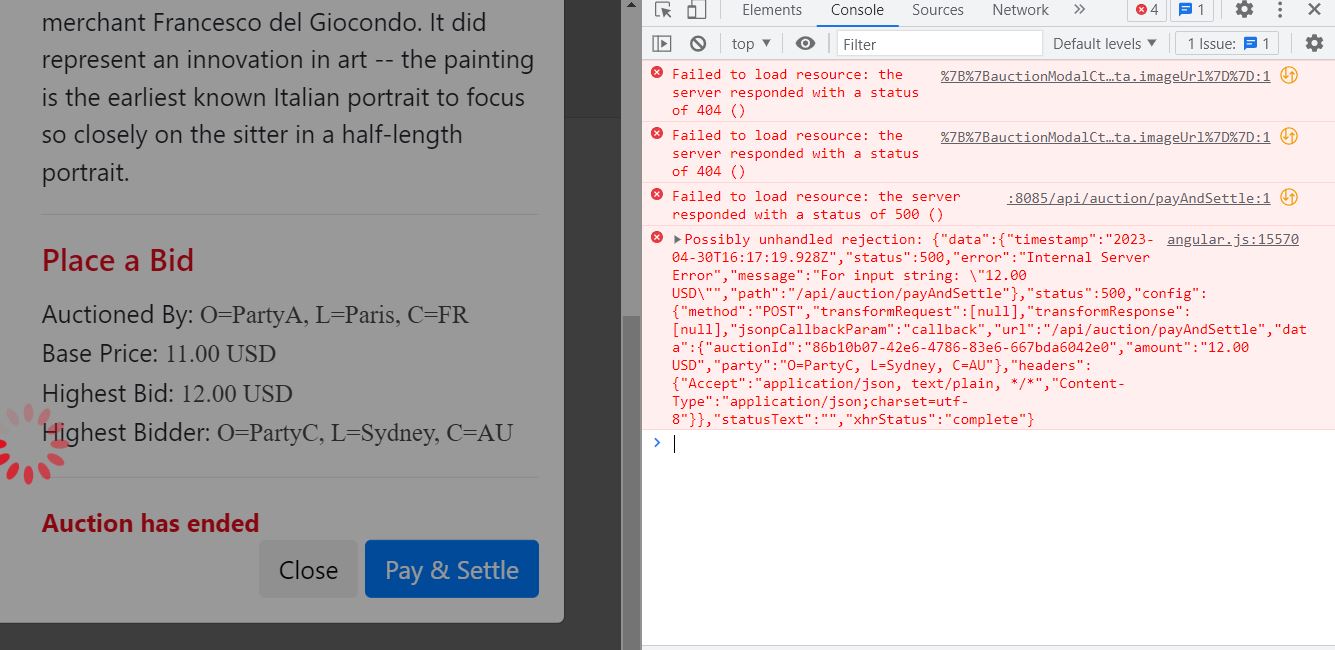 merchant Francesco del Giocondo. It did
represent an innovation in art -- the painting
is the earliest known Italian portrait to focus
so closely on the sitter in a half-length
portrait.
Place a Bid
Auctioned By: O=PartyA, L=Paris, C=FR
Base Price: 11.00 USD
Highest Bid: 12.00 USD
Highest Bidder: O=PartyC, L=Sydney, C=AU
Auction has ended
Close Pay & Settle
Elements Console Sources Network » 4 1
top ▼ Filter Default levels ▼ 1 Issue: 1
Failed to load resource: the %7B%7BauctionModalCt…ta.imageUrl%7D%7D:1
server responded with a status
of 404 ()
Failed to load resource: the %7B%7BauctionModalCt…ta.imageUrl%7D%7D:1
server responded with a status
of 404 ()
Failed to load resource: the server :8085/api/auction/payAndSettle:1
responded with a status of 500 ()
▶Possibly unhandled rejection: {"data":{"timestamp":"2023- angular.js:15570
04-30T16:17:19.928Z","status":500,"error":"Internal Server
Error","message":"For input string: \"12.00
USD\"","path":"/api/auction/payAndSettle"},"status":500,"config":
{"method":"POST","transformRequest":[null],"transformResponse":
[null],"jsonpCallbackParam":"callback","url":"/api/auction/payAndSettle","dat
a":{"auctionId":"86b10b07-42e6-4786-83e6-667bda6042e0","amount":"12.00
USD","party":"O=PartyC, L=Sydney, C=AU"},"headers":
{"Accept":"application/json, text/plain, */*","Content-
Type":"application/json;charset=utf-
8"}},"statusText":"","xhrStatus":"complete"}